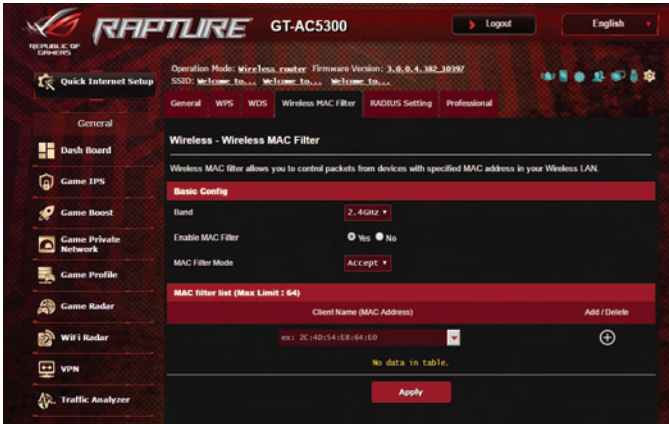 REPUBLIC OF
GAMERS
RAPTURE
GT-AC5300
Logout
English
Quick Internet Setup
Operation Mode: Wireless router Firmware Version: 3.0.0.4.382_10397
SSID: Welcome to... Welcome to... Welcome to...
General WPS WDS Wireless MAC Filter RADIUS Setting Professional
General
Dash Board
Game IPS
Game Boost
Game Private
Network
Game Profile
Game Radar
WiFi Radar
VPN
Traffic Analyzer
Wireless - Wireless MAC Filter
Wireless MAC filter allows you to control packets from devices with specified MAC address in your Wireless LAN.
Basic Config
Band 2.4GHz
Enable MAC Filter Yes No
MAC Filter Mode Accept
MAC filter list (Max Limit : 64)
Client Name (MAC Address) Add / Delete
ex: 2C:4D:54:E8:64:E0
No data in table.
Apply